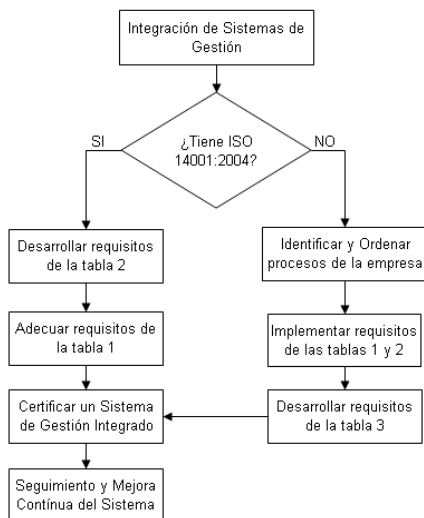 Integración de Sistemas de
Gestión
¿Tiene ISO
14001:2004?
SI
NO
Desarrollar requisitos
de la tabla 2
Identificar y Ordenar
procesos de la empresa
Adecuar requisitos de
la tabla 1
Implementar requisitos
de las tablas 1 y 2
Certificar un Sistema
de Gestión Integrado
Desarrollar requisitos
de la tabla 3
Seguimiento y Mejora
Contínua del Sistema